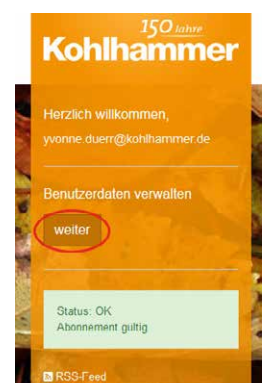 150 Jahre
Kohlhammer
Herzlich willkommen,
yvonne.duerr@kohlhammer.de
Benutzerdaten verwalten
weiter
Status: OK
Abonnement gültig
RSS-Feed